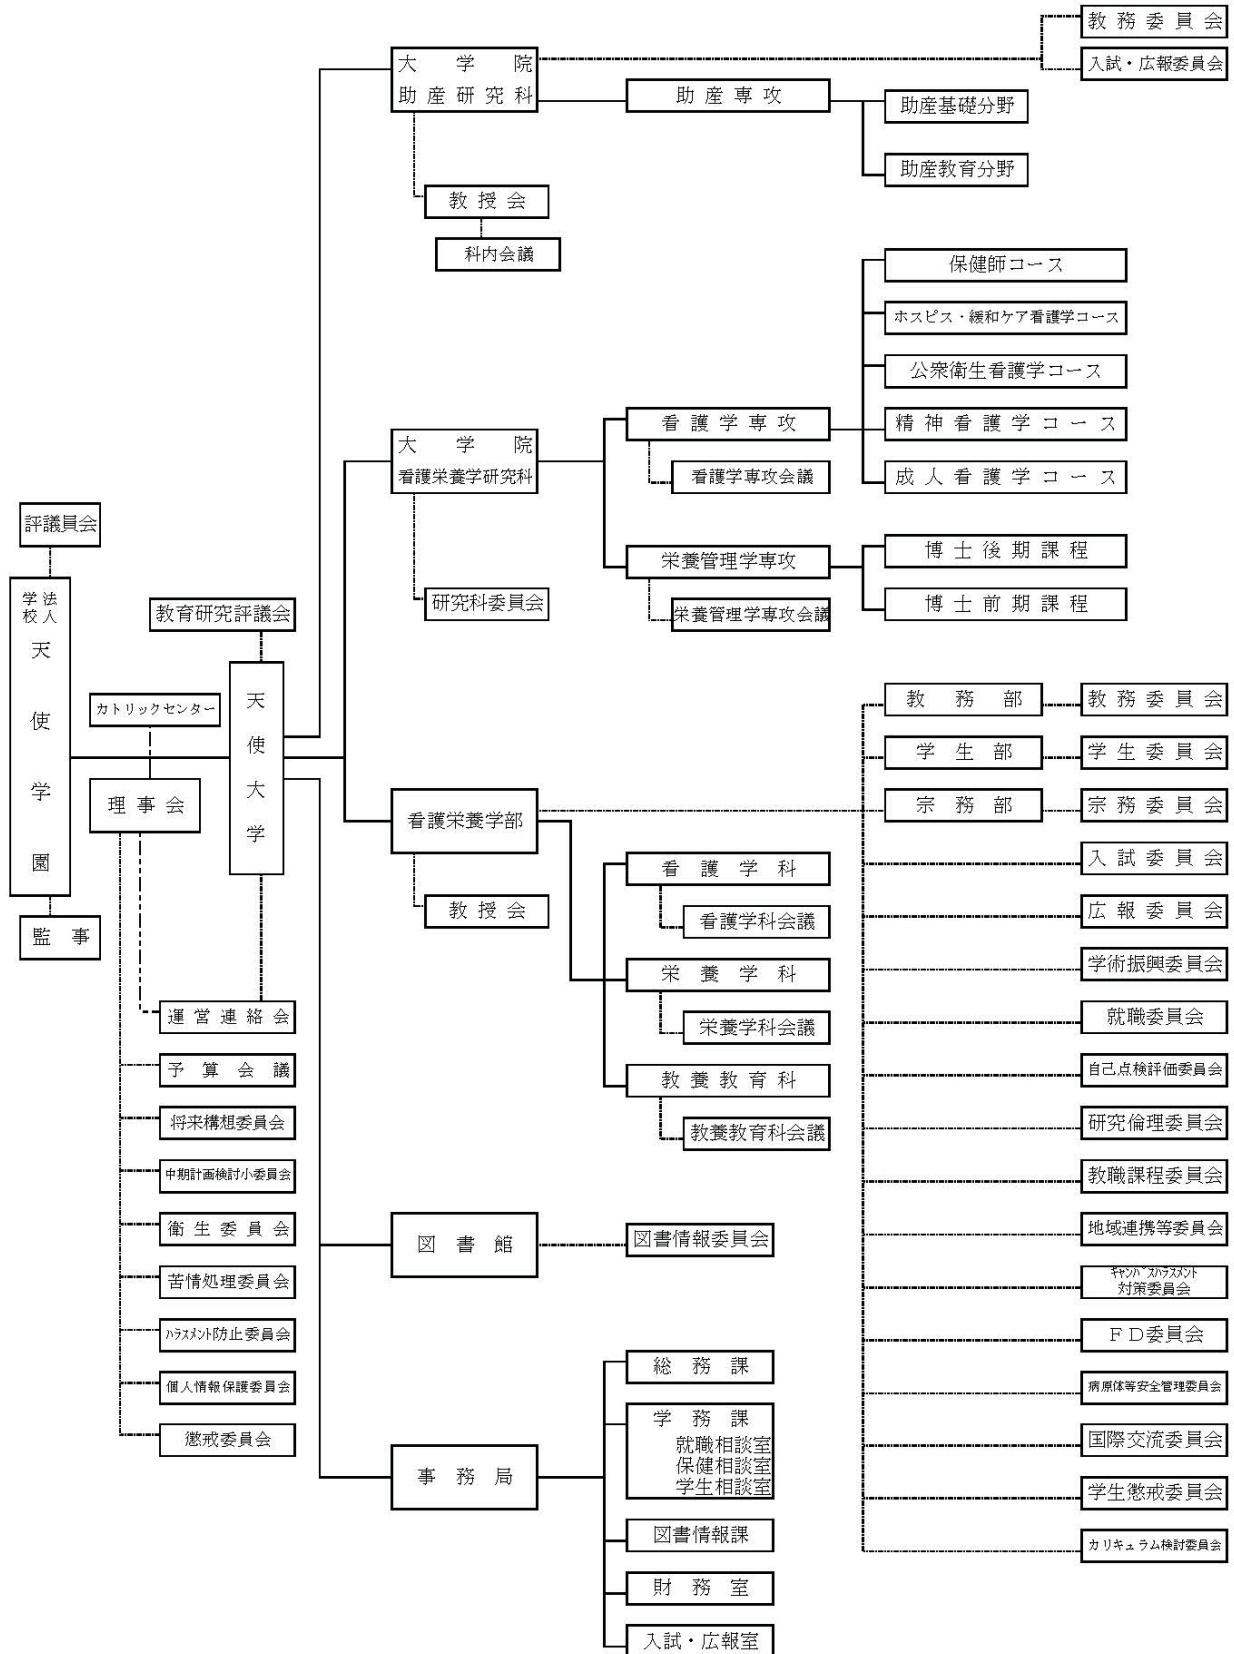 評議員会
学校法人
天使学園
監事
カトリックセンター
理事会
運営連絡会
予算会議
将来構想委員会
中期計画検討小委員会
衛生委員会
苦情処理委員会
ハラスメント防止委員会
個人情報保護委員会
懲戒委員会
教育研究評議会
天使大学
大学院
助産研究科
教授会
科内会議
助産専攻
助産基礎分野
助産教育分野
教務委員会
入試・広報委員会
大学院
看護栄養学研究科
研究科委員会
看護学専攻
看護学専攻会議
保健師コース
ホスピス・緩和ケア看護学コース
公衆衛生看護学コース
精神看護学コース
成人看護学コース
栄養管理学専攻
栄養管理学専攻会議
博士後期課程
博士前期課程
看護栄養学部
教授会
看護学科
看護学科会議
栄養学科
栄養学科会議
教養教育科
教養教育科会議
教務部
教務委員会
学生部
学生委員会
宗務部
宗務委員会
入試委員会
広報委員会
学術振興委員会
就職委員会
自己点検評価委員会
研究倫理委員会
教職課程委員会
地域連携等委員会
ｷｬﾝﾊﾟｽﾊﾗｽﾒﾝﾄ
対策委員会
ＦＤ委員会
病原体等安全管理委員会
国際交流委員会
学生懲戒委員会
カリキュラム検討委員会
図書館
図書情報委員会
事務局
総務課
学務課
就職相談室
保健相談室
学生相談室
図書情報課
財務室
入試・広報室